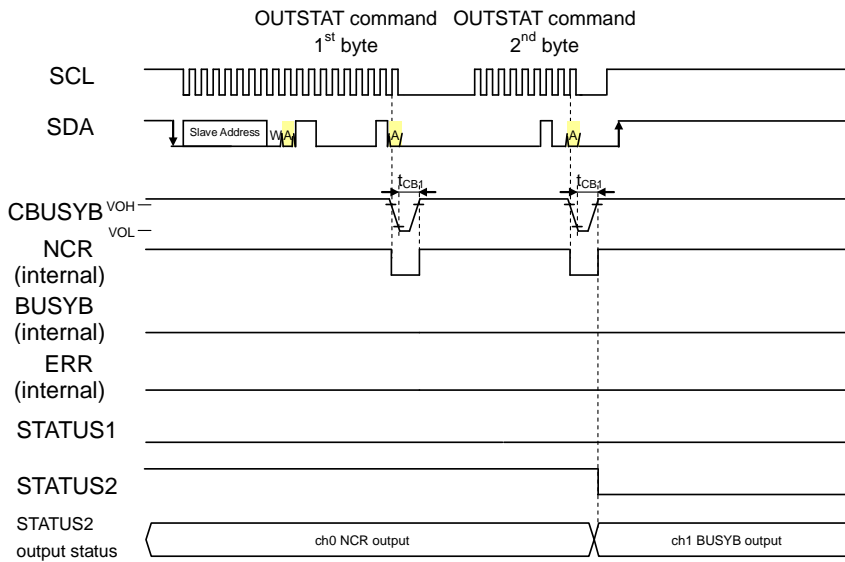 OUTSTAT command OUTSTAT command
1st byte 2nd byte
SCL
SDA
Slave Address W A A A
tCB1 tCB1
CBUSYB VOH
VOL
NCR
(internal)
BUSYB
(internal)
ERR
(internal)
STATUS1
STATUS2
STATUS2
output status
ch0 NCR output ch1 BUSYB output